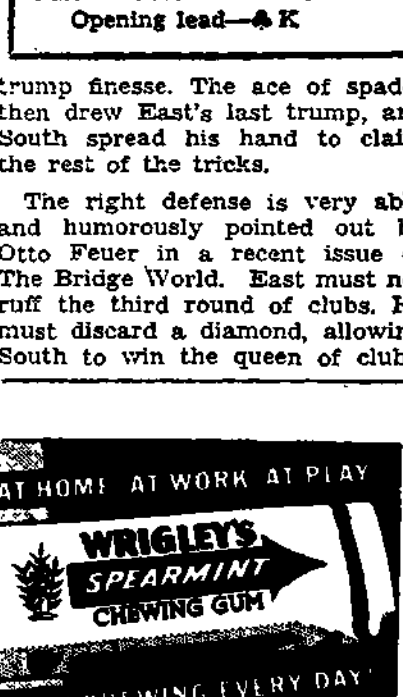 Opening lead—♣ K
trump finesse. The ace of spad
then drew East's last trump, an
South spread his hand to clai
the rest of the tricks.
The right defense is very ab
and humorously pointed out b
Otto Feuer in a recent issue
The Bridge World. East must n
ruff the third round of clubs. H
must discard a diamond, allowin
South to win the queen of club
AT HOME AT WORK AT PLAY
WRIGLEY'S
SPEARMINT
CHEWING GUM
EWING EVERY DAY!